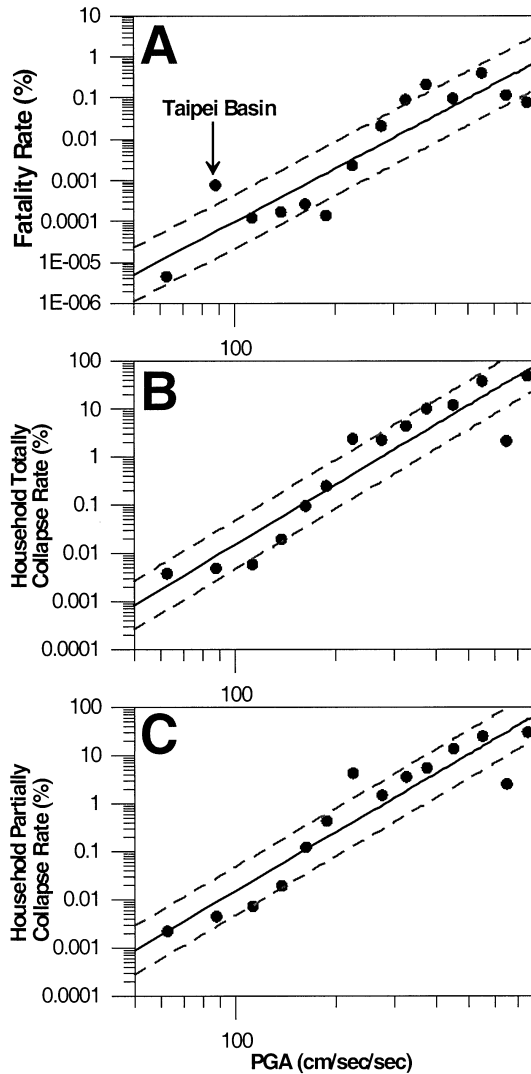 A
Fatality Rate (%)
10
1
0.1
0.01
0.001
0.0001
1E-005
1E-006
Taipei Basin
100
B
Household Totally
Collapse Rate (%)
100
10
1
0.1
0.01
0.001
0.0001
100
C
Household Partially
Collapse Rate (%)
100
10
1
0.1
0.01
0.001
0.0001
100
PGA (cm/sec/sec)